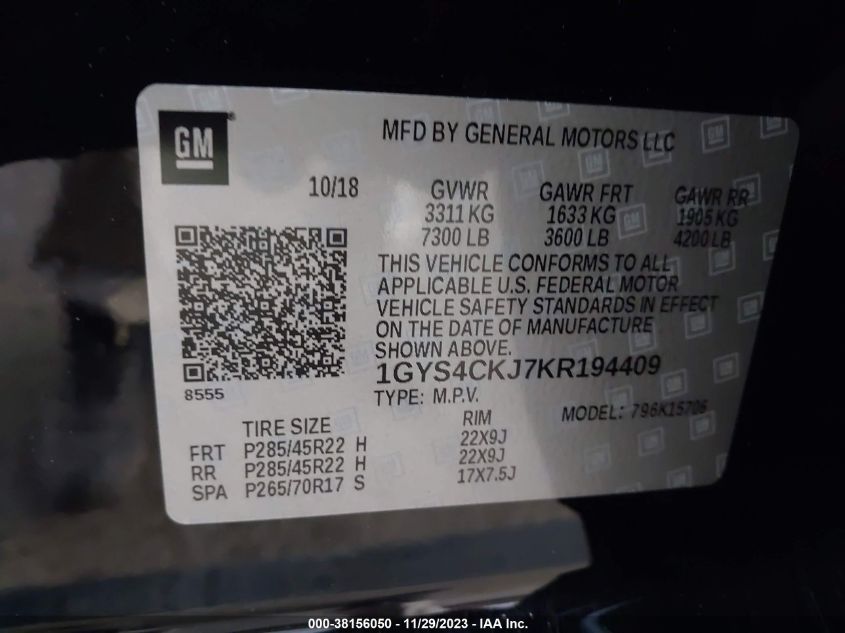 GM ®
MFD BY GENERAL MOTORS LLC
10/18 GVWR GAWR FRT GAWR RR
3311 KG 1633 KG 1905 KG
7300 LB 3600 LB 4200 LB
THIS VEHICLE CONFORMS TO ALL
APPLICABLE U.S. FEDERAL MOTOR
VEHICLE SAFETY STANDARDS IN EFFECT
ON THE DATE OF MANUFACTURE
SHOWN ABOVE.
1GYS4CKJ7KR194409
8555
TYPE: M.P.V. MODEL: 796K15706
TIRE SIZE RIM
FRT P285/45R22 H 22X9J
RR P285/45R22 H 22X9J
SPA P265/70R17 S 17X7.5J
000-38156050 - 11/29/2023 - IAA Inc.